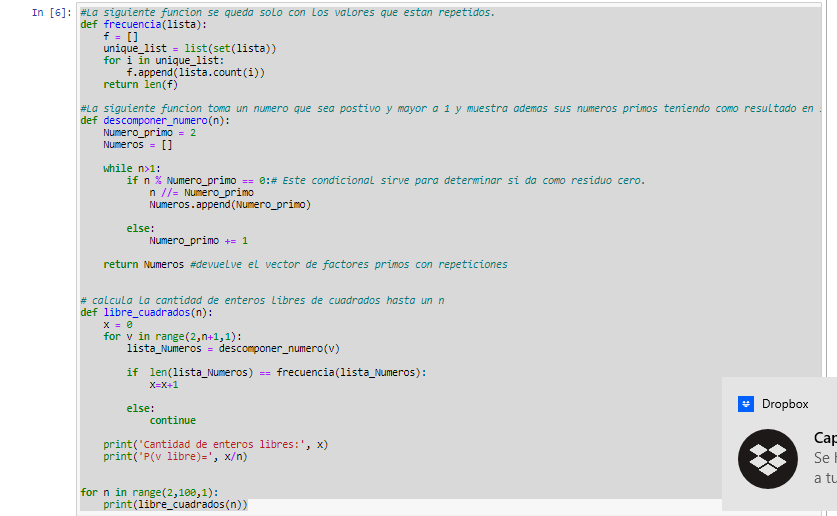 In [6]: #La siguiente funcion se queda solo con los valores que estan repetidos.
def frecuencia(lista):
    f = []
    unique_list = list(set(lista))
    for i in unique_list:
        f.append(lista.count(i))
    return len(f)
#La siguiente funcion toma un numero que sea postivo y mayor a 1 y muestra ademas sus numeros primos teniendo como resultado en
def descomponer_numero(n):
    Numero_primo = 2
    Numeros = []
    while n>1:
        if n % Numero_primo == 0:# Este condicional sirve para determinar si da como residuo cero.
            n //= Numero_primo
            Numeros.append(Numero_primo)
        else:
            Numero_primo += 1
    return Numeros #devuelve el vector de factores primos con repeticiones
# calcula la cantidad de enteros libres de cuadrados hasta un n
def libre_cuadrados(n):
    x = 0
    for v in range(2,n+1,1):
        lista_Numeros = descomponer_numero(v)
        if  len(lista_Numeros) == frecuencia(lista_Numeros):
            x=x+1
        else:
            continue
    print('Cantidad de enteros libres:', x)
    print('P(v libre)=', x/n)
for n in range(2,100,1):
    print(libre_cuadrados(n))
Dropbox
Cap
Se h
a tu